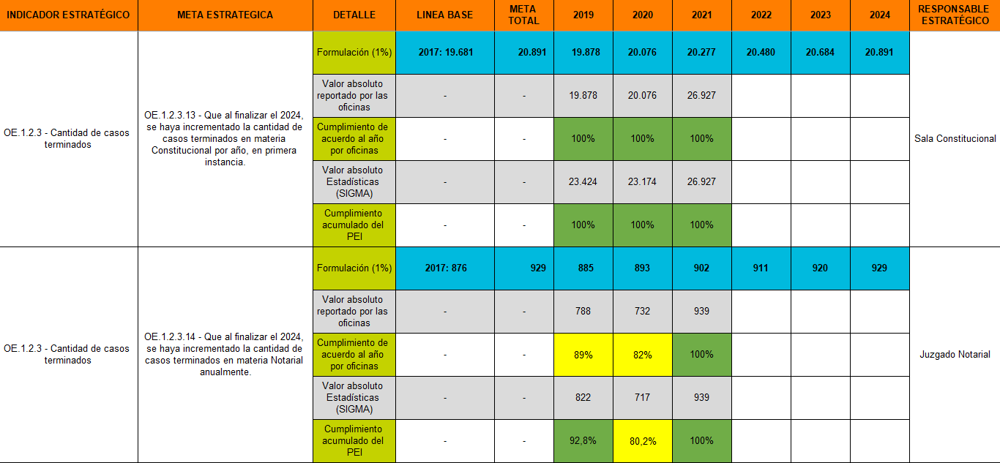 INDICADOR ESTRATÉGICO META ESTRATEGICA DETALLE LINEA BASE META TOTAL 2019 2020 2021 2022 2023 2024 RESPONSABLE ESTRATÉGICO
OE.1.2.3 - Cantidad de casos
terminados
OE.1.2.3.13 - Que al finalizar el 2024,
se haya incrementado la cantidad de
casos terminados en materia
Constitucional por año, en primera
instancia.
Formulación (1%) 2017: 19.681 20.891 19.878 20.076 20.277 20.480 20.684 20.891
Valor absoluto
reportado por las
oficinas
- - 19.878 20.076 26.927
Cumplimiento de
acuerdo al año
por oficinas
- - 100% 100% 100%
Valor absoluto
Estadísticas
(SIGMA)
- - 23.424 23.174 26.927
Cumplimiento
acumulado del
PEI
- - 100% 100% 100%
Sala Constitucional
OE.1.2.3 - Cantidad de casos
terminados
OE.1.2.3.14 - Que al finalizar el 2024,
se haya incrementado la cantidad de
casos terminados en materia Notarial
anualmente.
Formulación (1%) 2017: 876 929 885 893 902 911 920 929
Valor absoluto
reportado por las
oficinas
- - 788 732 939
Cumplimiento de
acuerdo al año
por oficinas
- - 89% 82% 100%
Valor absoluto
Estadísticas
(SIGMA)
- - 822 717 939
Cumplimiento
acumulado del
PEI
- - 92,8% 80,2% 100%
Juzgado Notarial